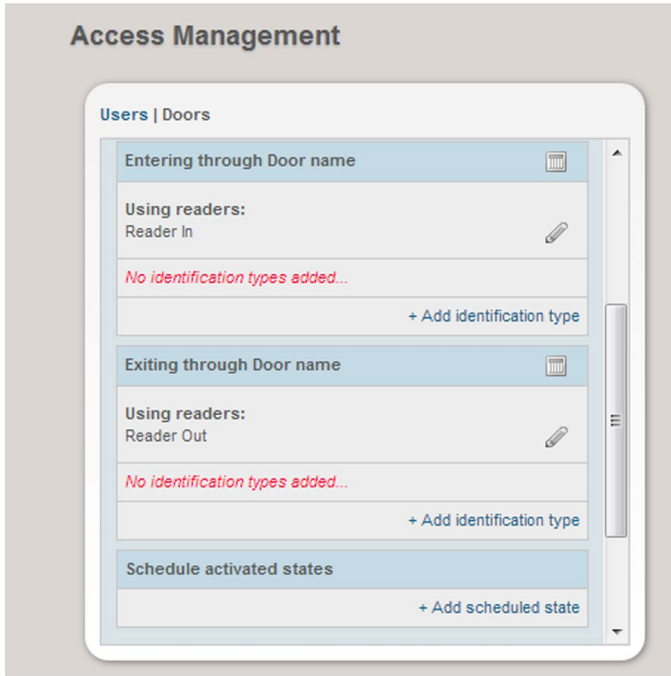 Access Management
Users | Doors
Entering through Door name
Using readers:
Reader In
No identification types added...
+ Add identification type
Exiting through Door name
Using readers:
Reader Out
No identification types added...
+ Add identification type
Schedule activated states
+ Add scheduled state